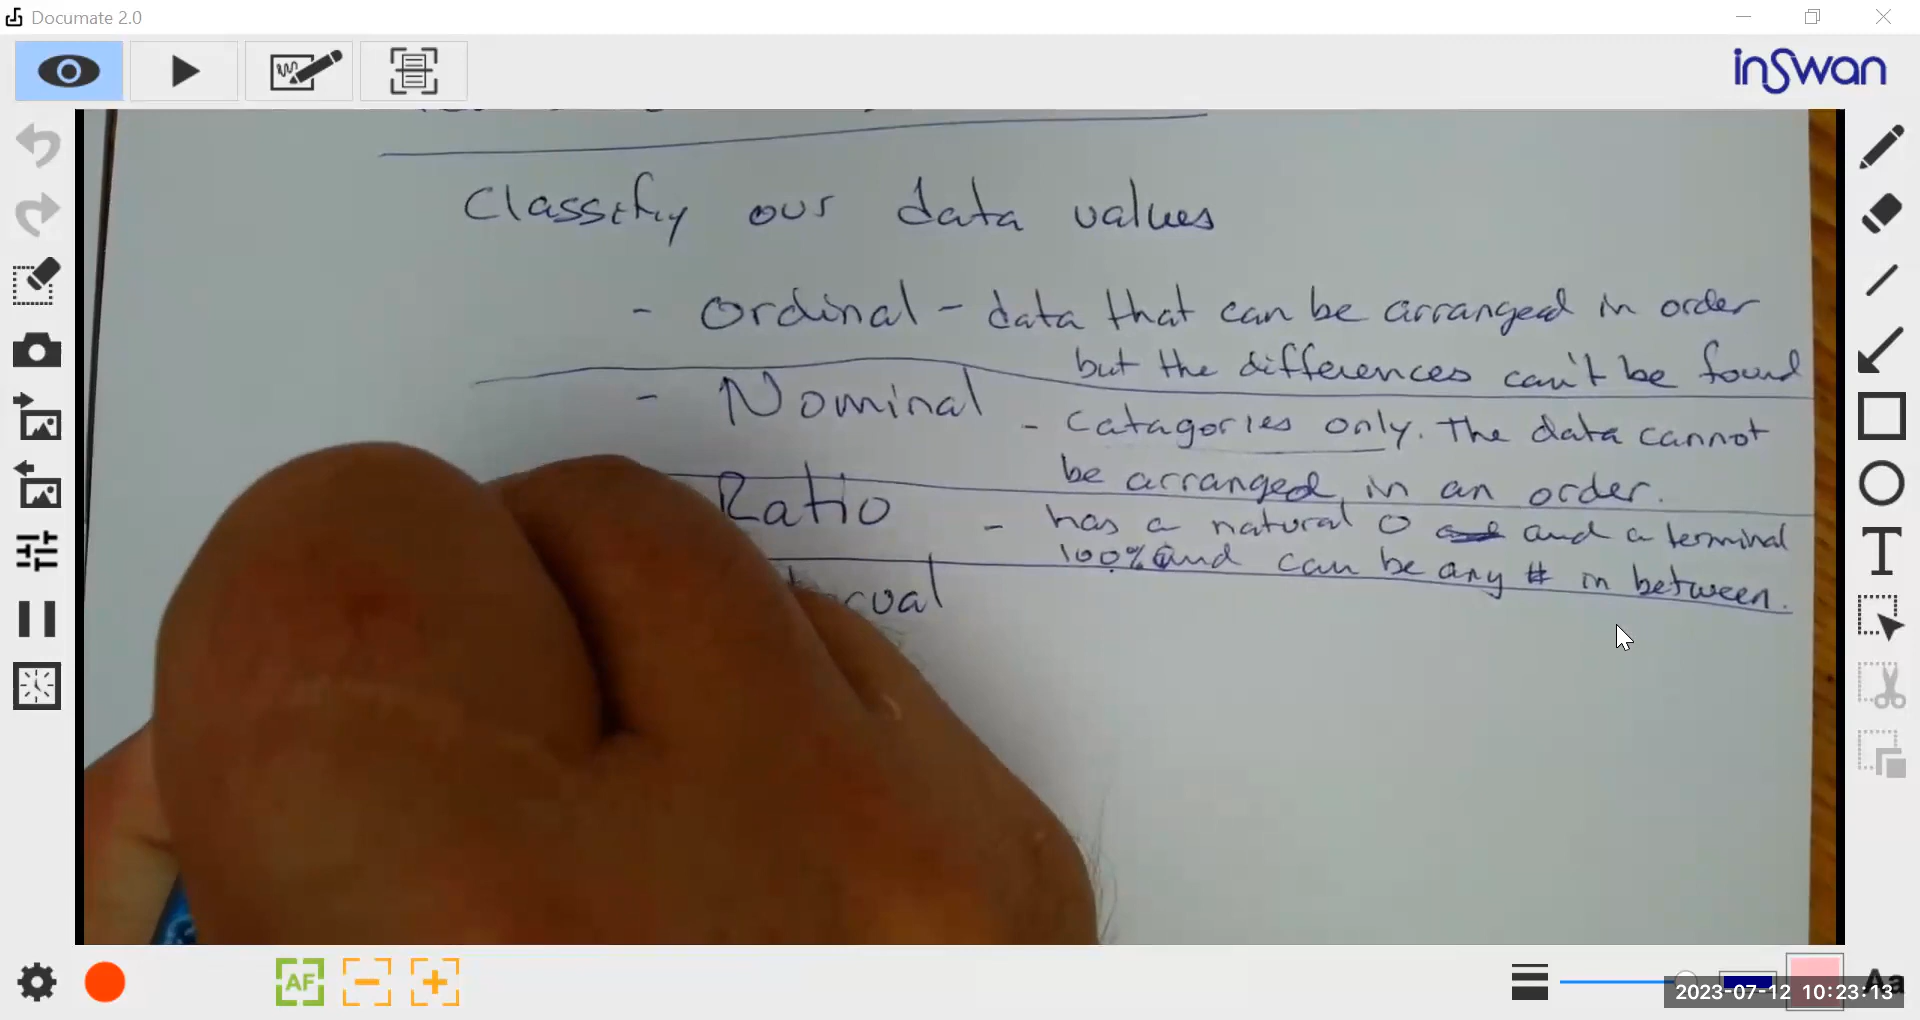 Documate 2.0
inSwan
Classify our data values
- Ordinal - data that can be arranged in order
but the differences can't be found
- Nominal - Catagories only. The data cannot
be arranged in an order.
Ratio - has a natural 0 and a terminal
100% and can be any # in between.
AF
T
Aa
2023-07-12 10:23:13